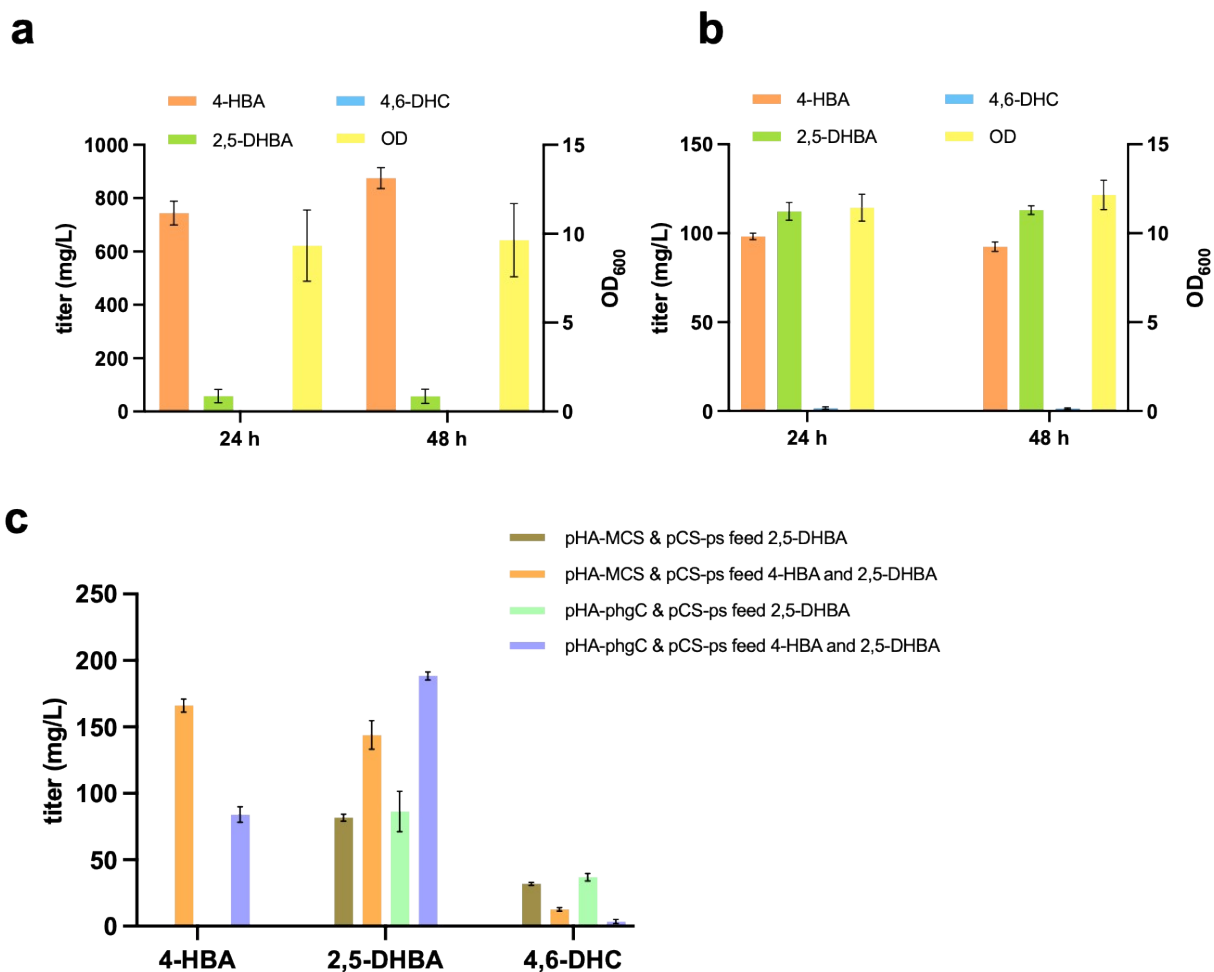 a
4-HBA
4,6-DHC
2,5-DHBA
OD
1000
800
600
400
200
0
titer (mg/L)
15
10
5
0
OD600
24 h
48 h
b
4-HBA
4,6-DHC
2,5-DHBA
OD
150
100
50
0
titer (mg/L)
15
10
5
0
OD600
24 h
48 h
c
pHA-MCS & pCS-ps feed 2,5-DHBA
pHA-MCS & pCS-ps feed 4-HBA and 2,5-DHBA
pHA-phgC & pCS-ps feed 2,5-DHBA
pHA-phgC & pCS-ps feed 4-HBA and 2,5-DHBA
250
200
150
100
50
0
titer (mg/L)
4-HBA
2,5-DHBA
4,6-DHC